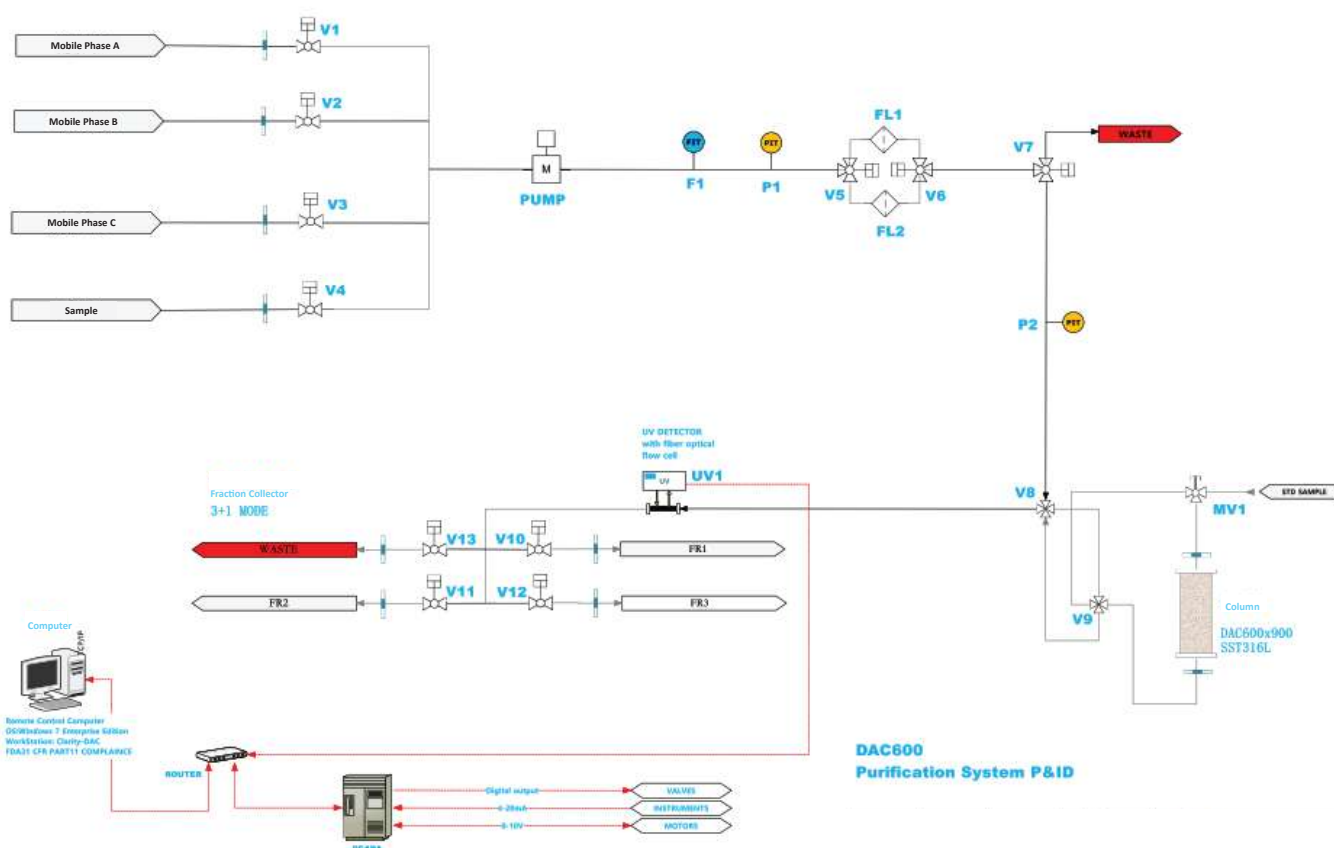 Mobile Phase A
V1
Mobile Phase B
V2
Mobile Phase C
V3
Sample
V4
M
PUMP
FIT
F1
PIT
P1
FL1
V5
V6
FL2
V7
WASTE
P2
PIT
UV DETECTOR
with fiber optical
flow cell
UV
UV1
Fraction Collector
3+1 MODE
V8
MV1
STD SAMPLE
WASTE
V13
V10
FR1
FR2
V11
V12
FR3
V9
Column
DAC600x900
SST316L
Computer
TCP/IP
Remote Control Computer
OS:Windows 7 Enterprise Edition
WorkStation: Clarity-DAC
FDA21 CFR PART11 COMPLAINCE
ROUTER
DAC600
Purification System P&ID
Digital output
VALVES
4-20mA
INSTRUMENTS
0-10V
MOTORS